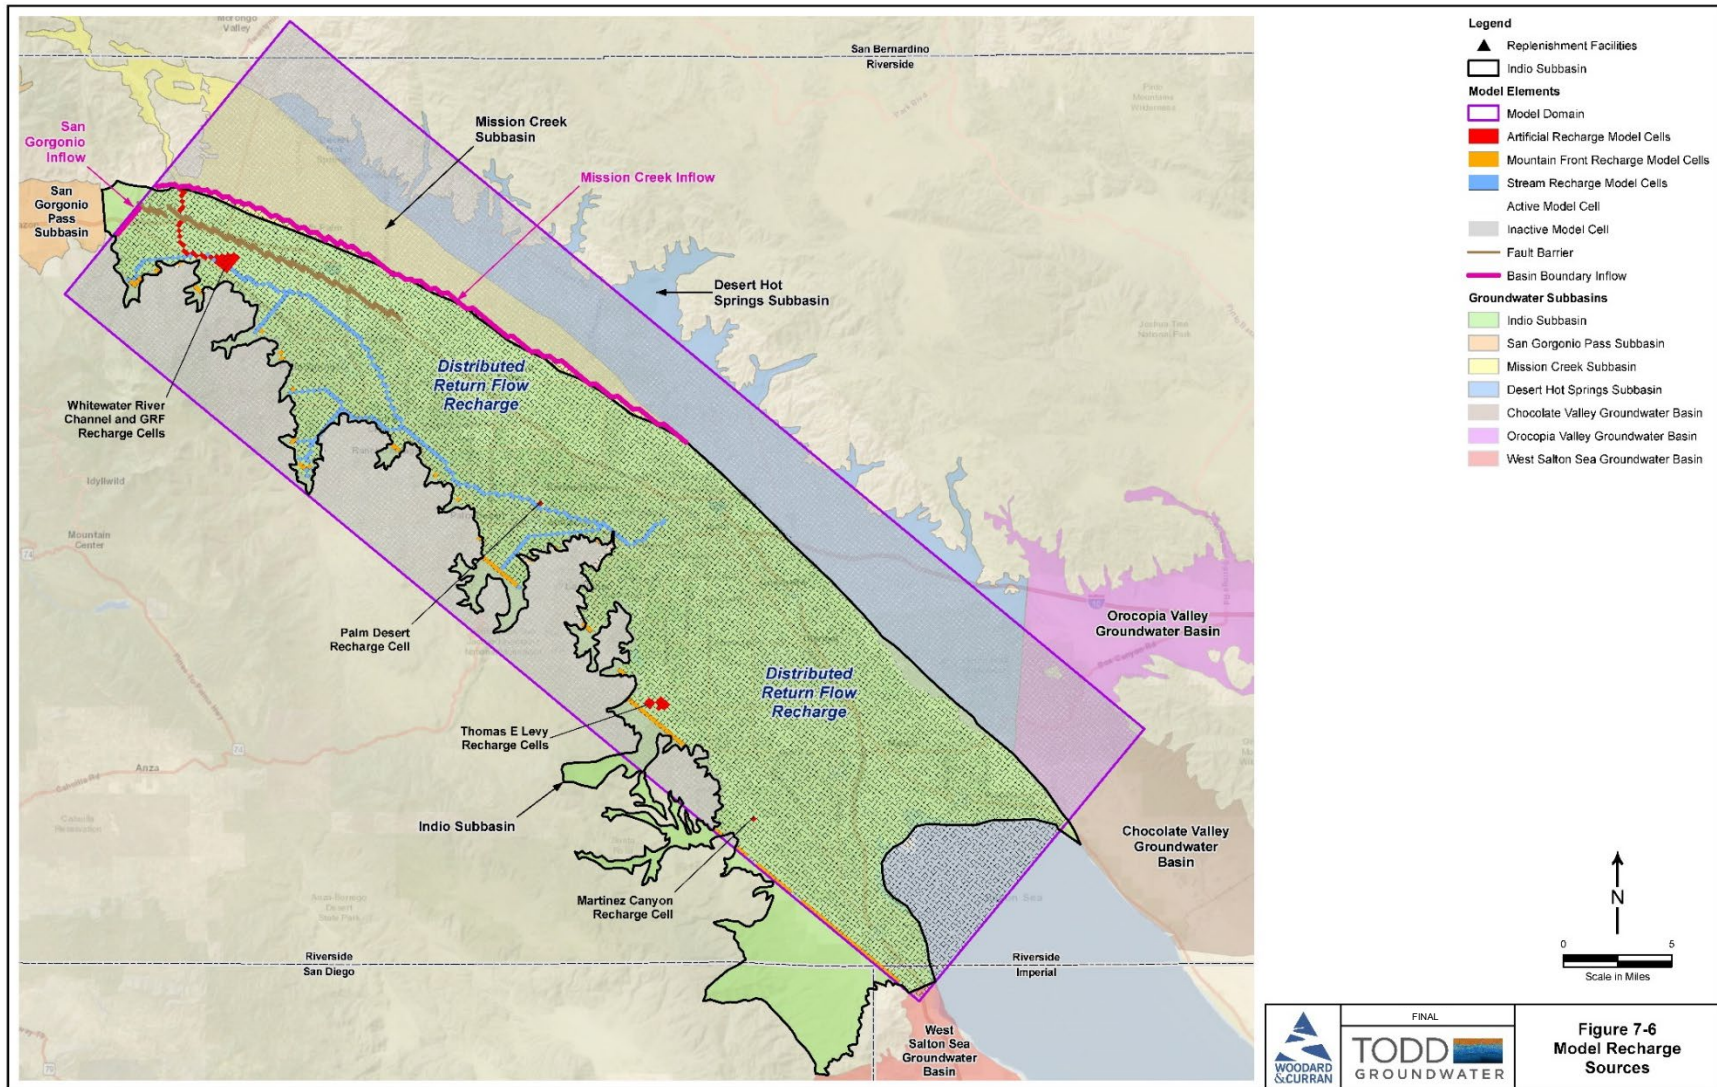 Morongo
Valley
San Bernardino
Riverside
San
Gorgonio
Inflow
Mission Creek
Subbasin
Mission Creek Inflow
San
Gorgonio
Pass
Subbasin
Desert Hot
Springs Subbasin
Distributed
Return Flow
Recharge
Whitewater River
Channel and GRF
Recharge Cells
Idyllwild
Mountain
Center
74
Palm Desert
Recharge Cell
Orocopia Valley
Groundwater Basin
Distributed
Return Flow
Recharge
Thomas E Levy
Recharge Cells
74
Anza
Indio Subbasin
Chocolate Valley
Groundwater
Basin
Martinez Canyon
Recharge Cell
Riverside
San Diego
Riverside
Imperial
West
Salton Sea
Groundwater
Basin
Legend
Replenishment Facilities
Indio Subbasin
Model Elements
Model Domain
Artificial Recharge Model Cells
Mountain Front Recharge Model Cells
Stream Recharge Model Cells
Active Model Cell
Inactive Model Cell
Fault Barrier
Basin Boundary Inflow
Groundwater Subbasins
Indio Subbasin
San Gorgonio Pass Subbasin
Mission Creek Subbasin
Desert Hot Springs Subbasin
Chocolate Valley Groundwater Basin
Orocopia Valley Groundwater Basin
West Salton Sea Groundwater Basin
N
0 5
Scale in Miles
WOODARD
&CURRAN
FINAL
TODD
GROUNDWATER
Figure 7-6
Model Recharge
Sources